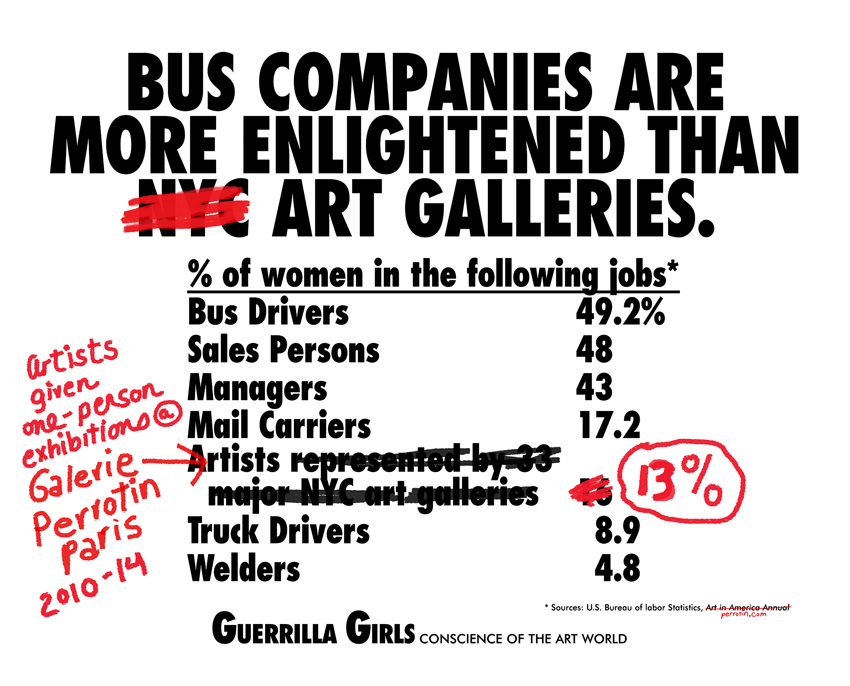 BUS COMPANIES ARE
MORE ENLIGHTENED THAN
NYC ART GALLERIES.
% of women in the following jobs*
Bus Drivers 49.2%
Sales Persons 48
Managers 43
Mail Carriers 17.2
Artists represented by 33
major NYC art galleries 16
13%
Truck Drivers 8.9
Welders 4.8
artists
given
one-person
exhibitions @
Galerie
Perrotin
Paris
2010-14
* Sources: U.S. Bureau of labor Statistics, Art in America Annual
perrotin.com
GUERRILLA GIRLS CONSCIENCE OF THE ART WORLD